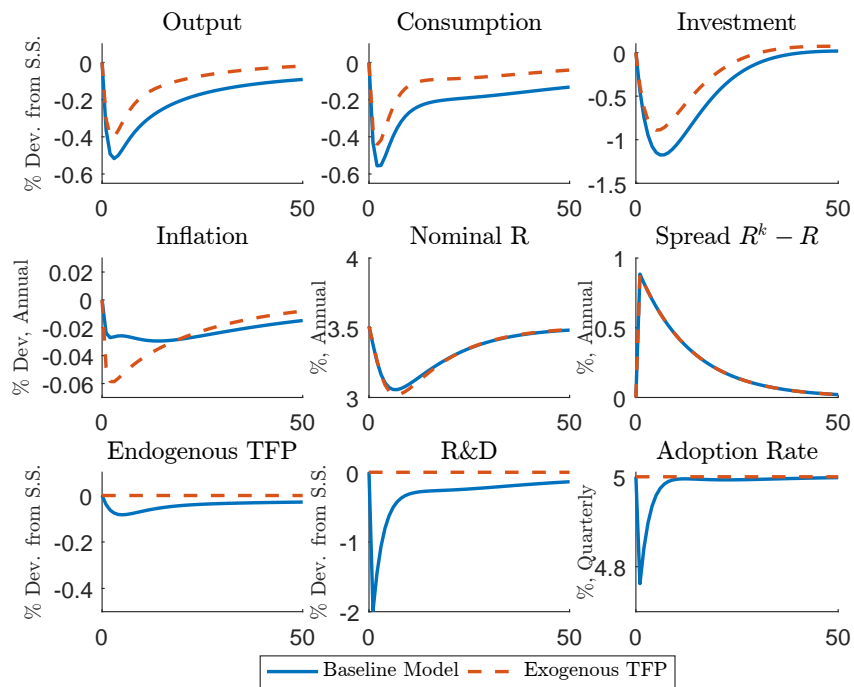 Output Consumption Investment
% Dev. from S.S.
0 0 0
-0.2 -0.2 -0.5
-0.4 -0.4 -1
-0.6 -0.6 -1.5
0 50 0 50 0 50
Inflation Nominal R Spread R^k − R
% Dev, Annual %, Annual %, Annual
0.02 4 1
0 3.5 0.5
-0.02 3 0
-0.04
-0.06
0 50 0 50 0 50
Endogenous TFP R&D Adoption Rate
% Dev. from S.S. % Dev. from S.S. %, Quarterly
0 0 5
-0.2 -1 4.8
-0.4 -2
0 50 0 50 0 50
Baseline Model Exogenous TFP